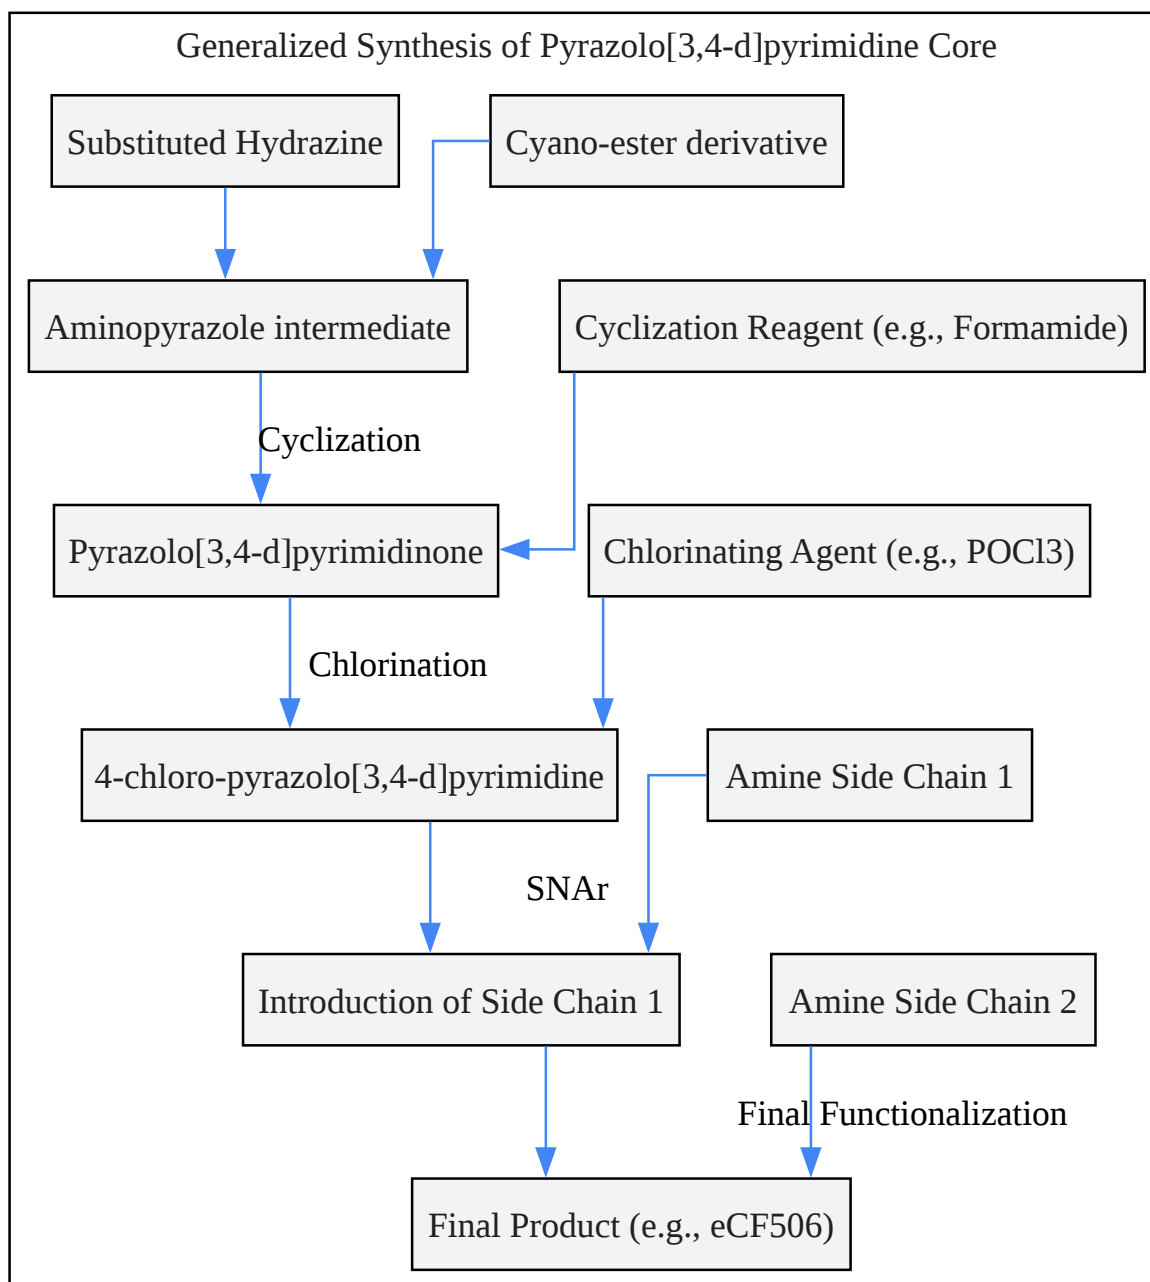 Generalized Synthesis of Pyrazolo[3,4-d]pyrimidine Core
Substituted Hydrazine
Cyano-ester derivative
Aminopyrazole intermediate
Cyclization Reagent (e.g., Formamide)
Cyclization
Pyrazolo[3,4-d]pyrimidinone
Chlorinating Agent (e.g., POCl3)
Chlorination
4-chloro-pyrazolo[3,4-d]pyrimidine
Amine Side Chain 1
SNAr
Introduction of Side Chain 1
Amine Side Chain 2
Final Functionalization
Final Product (e.g., eCF506)